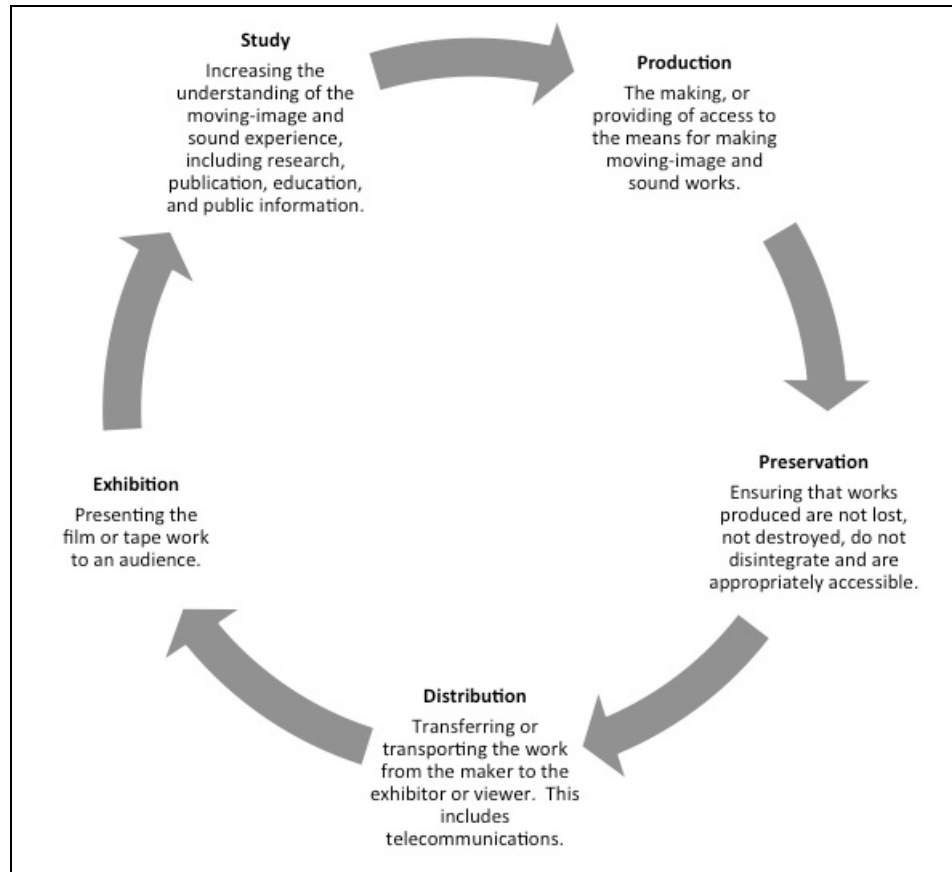 Study
Increasing the
understanding of the
moving-image and
sound experience,
including research,
publication, education,
and public information.
Production
The making, or
providing of access to
the means for making
moving-image and
sound works.
Preservation
Ensuring that works
produced are not lost,
not destroyed, do not
disintegrate and are
appropriately accessible.
Distribution
Transferring or
transporting the work
from the maker to the
exhibitor or viewer.  This
includes
telecommunications.
Exhibition
Presenting the
film or tape work
to an audience.